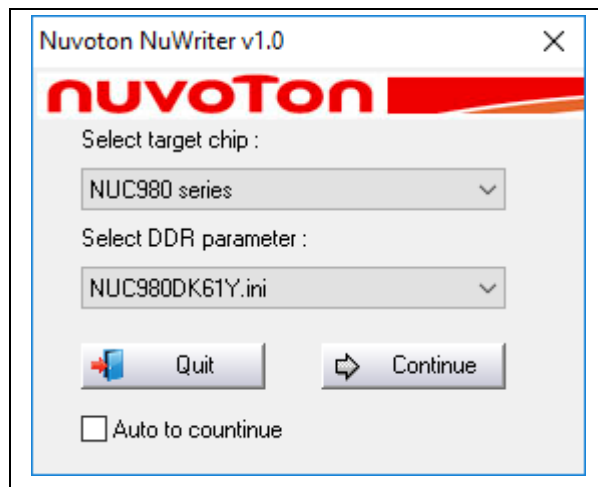 Nuvoton NuWriter v1.0
nuvoTon
Select target chip :
NUC980 series
Select DDR parameter :
NUC980DK61Y.ini
Quit Continue
Auto to countinue